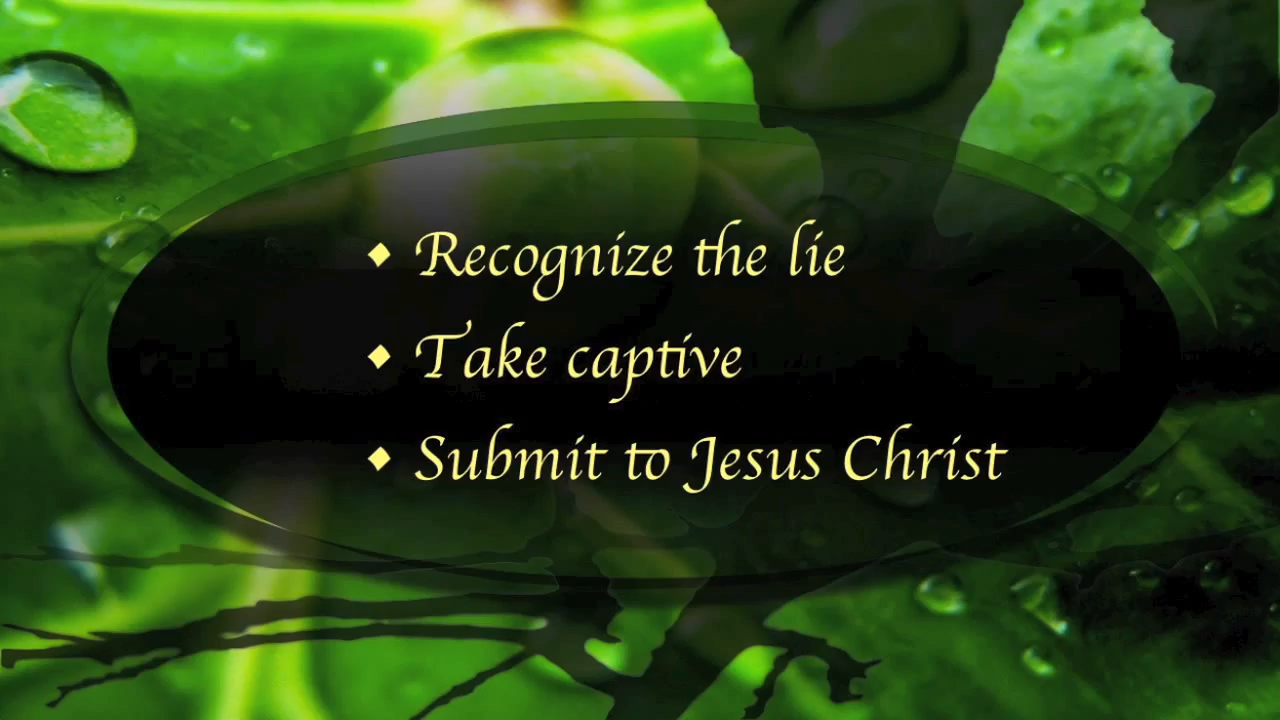 ◆ Recognize the lie
◆ Take captive
◆ Submit to Jesus Christ